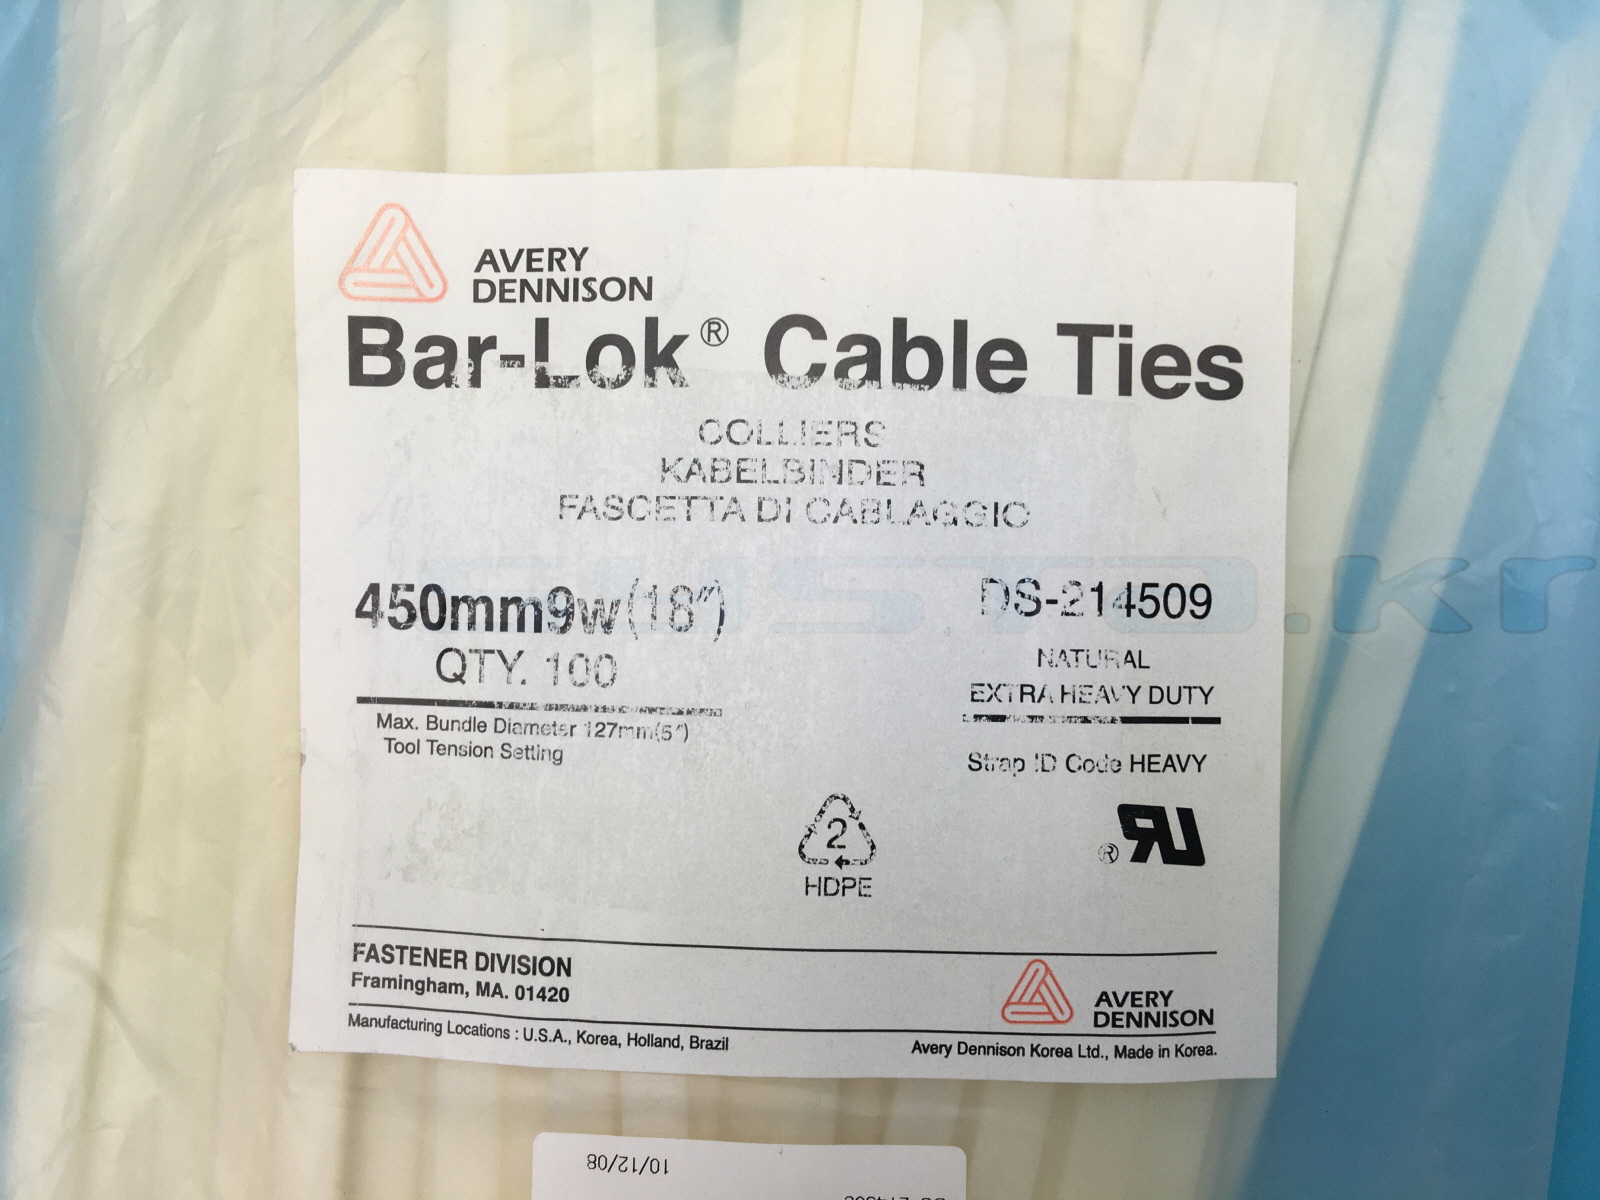 AVERY
DENNISON
Bar-Lok® Cable Ties
COLLIERS
KABELBINDER
FASCETTA DI CABLAGGIO
450mm9w(18")
QTY. 100
Max. Bundle Diameter 127mm(5")
Tool Tension Setting
DS-214509
NATURAL
EXTRA HEAVY DUTY
Strap ID Code HEAVY
2
HDPE
®
FASTENER DIVISION
Framingham, MA. 01420
AVERY
DENNISON
Manufacturing Locations : U.S.A., Korea, Holland, Brazil
Avery Dennison Korea Ltd., Made in Korea.
10/12/08